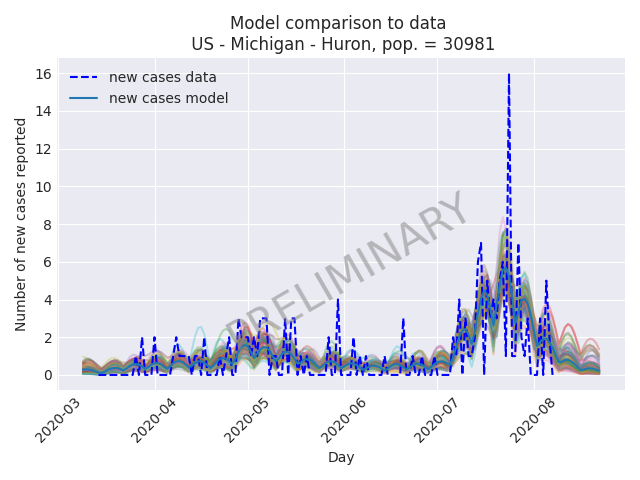 Model comparison to data
US - Michigan - Huron, pop. = 30981
new cases data
new cases model
PRELIMINARY
Number of new cases reported
16
14
12
10
8
6
4
2
0
2020-03
2020-04
2020-05
2020-06
2020-07
2020-08
Day